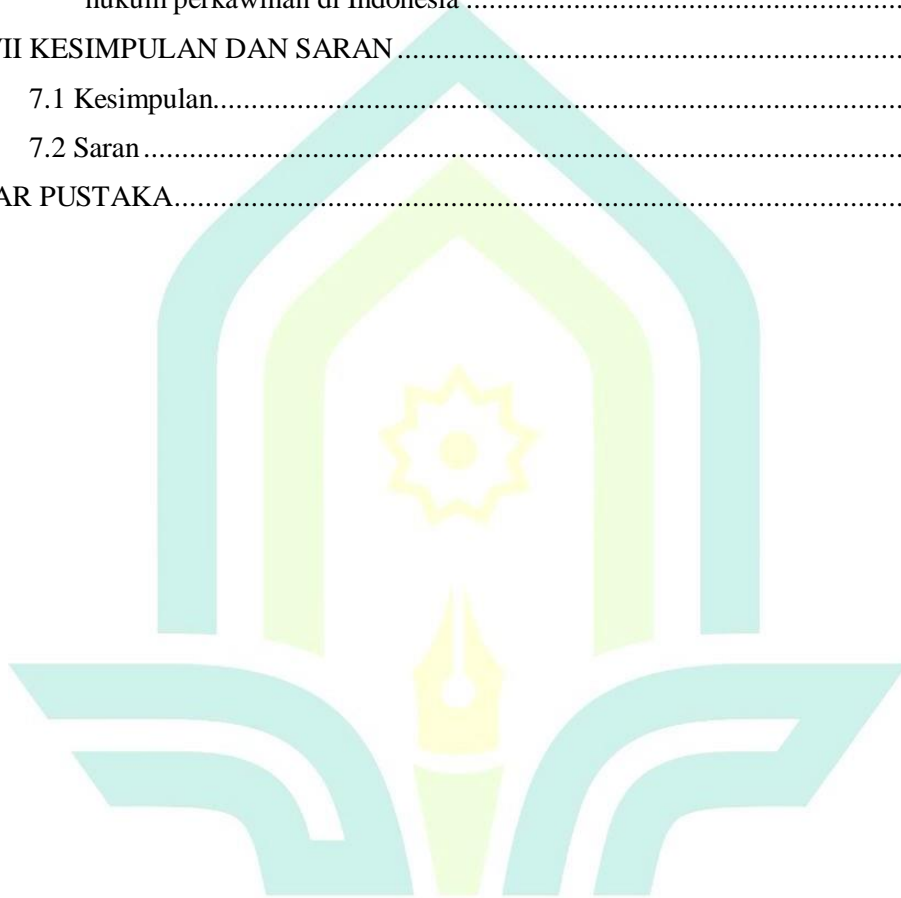 hukum perkawinan di Indonesia ..........................................................
VII KESIMPULAN DAN SARAN ....................................................................
7.1 Kesimpulan...........................................................................................
7.2 Saran ....................................................................................................
AR PUSTAKA................................................................................................